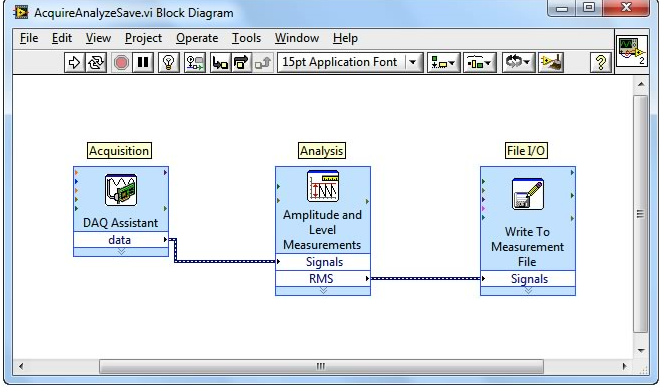 AcquireAnalyzeSave.vi Block Diagram
File Edit View Project Operate Tools Window Help
15pt Application Font
?
2
Acquisition
Analysis
File I/O
DAQ Assistant
data
Amplitude and
Level
Measurements
Signals
RMS
Write To
Measurement
File
Signals